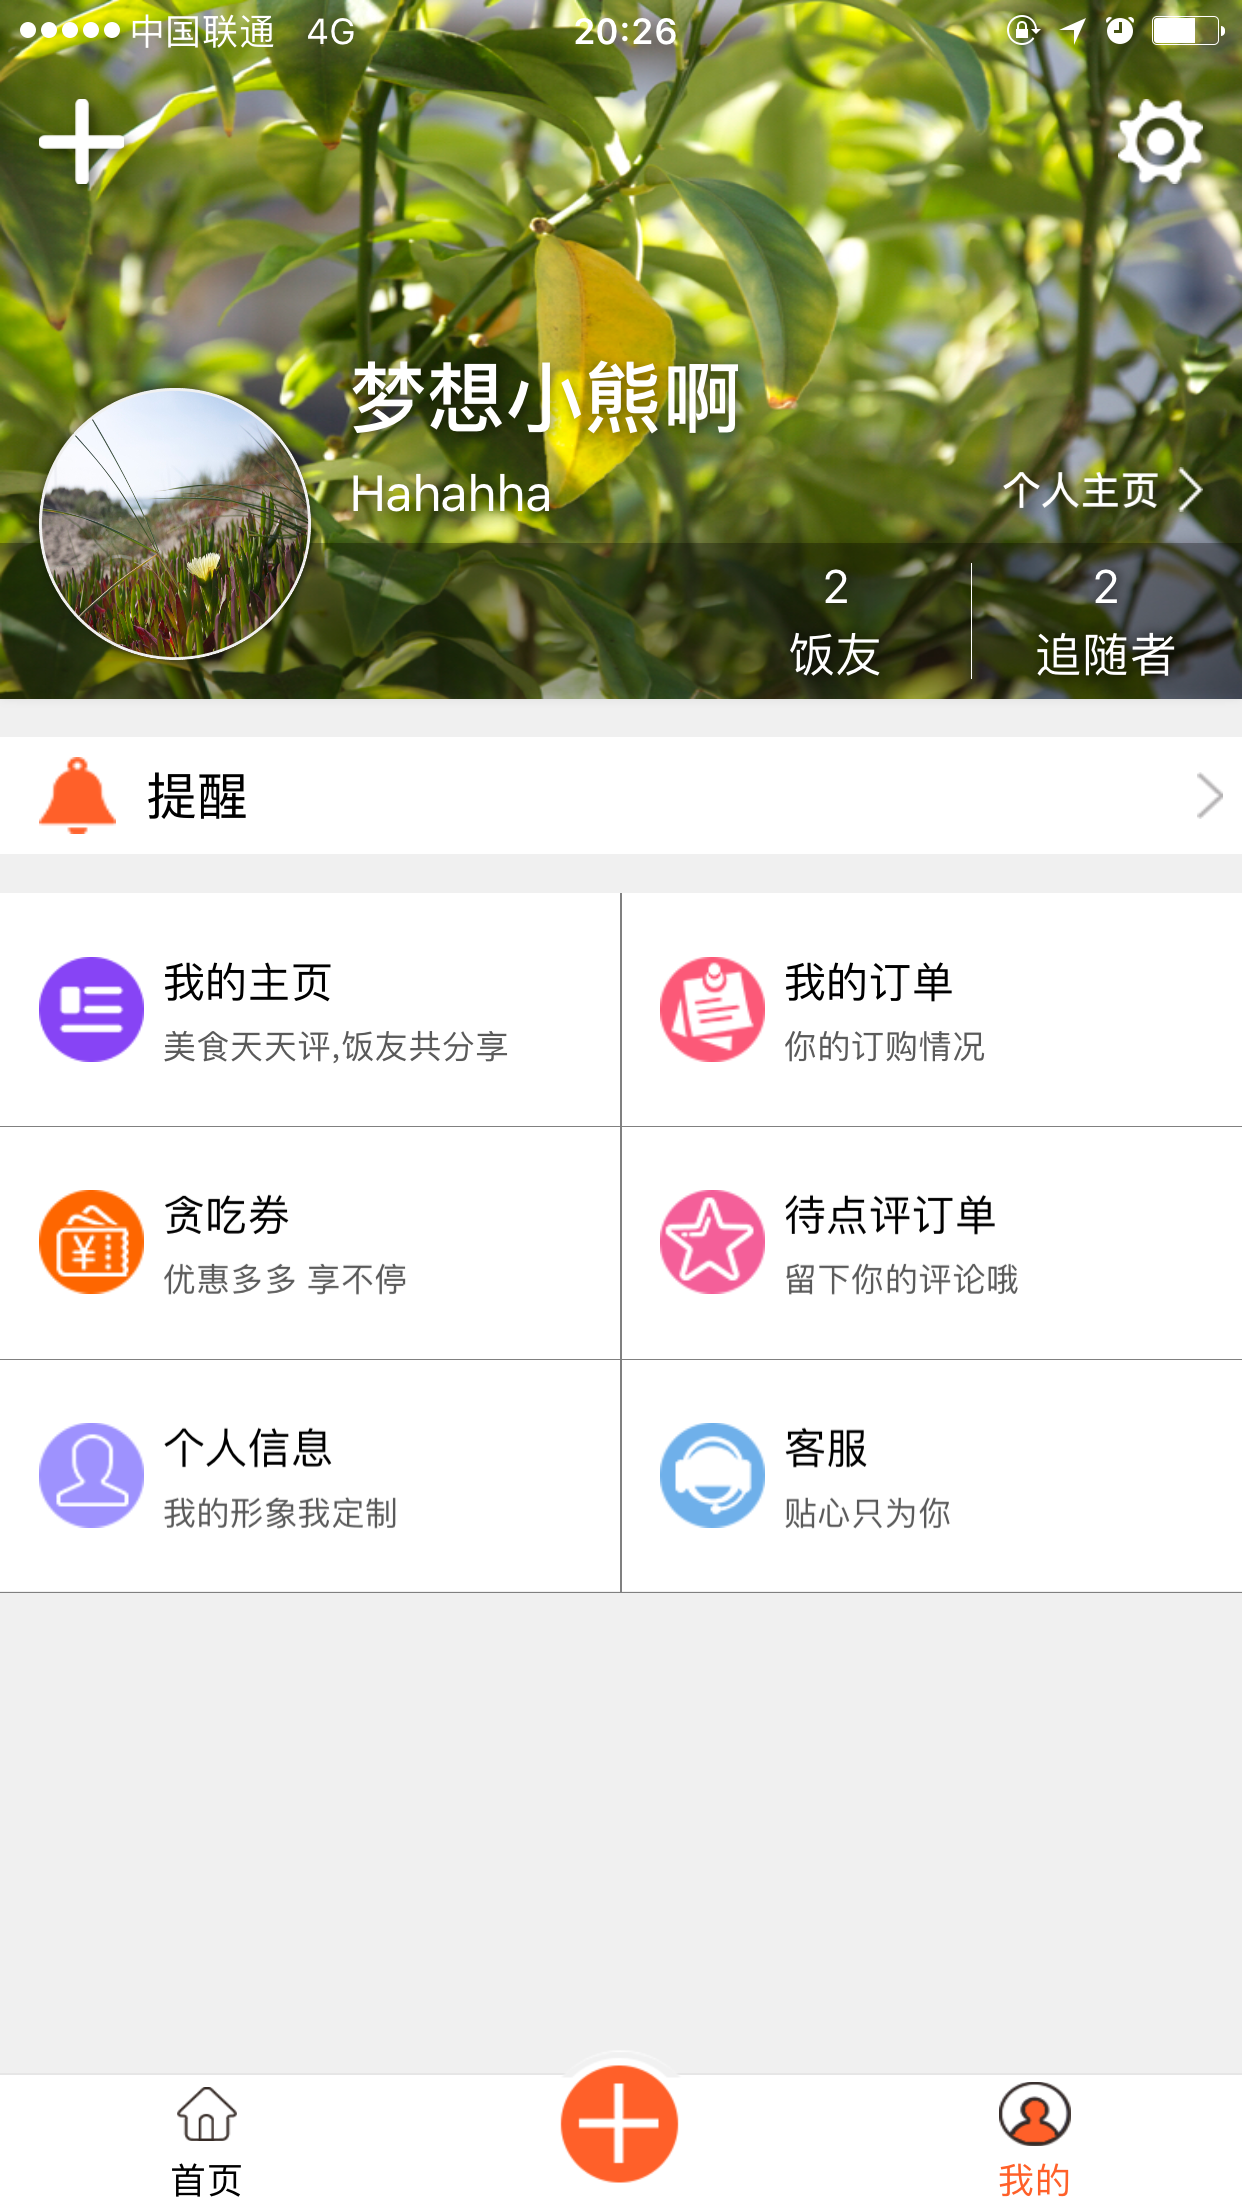 中国联通 4G 20:26
梦想小熊啊
Hahahha
个人主页
2 2
饭友 追随者
提醒
我的主页 我的订单
美食天天评,饭友共分享 你的订购情况
贪吃券 待点评订单
优惠多多 享不停 留下你的评论哦
个人信息 客服
我的形象我定制 贴心只为你
首页 我的